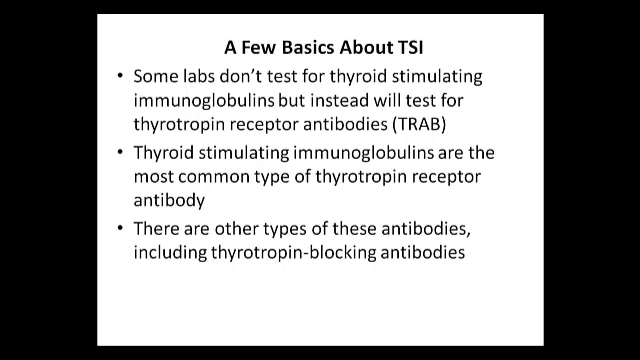 A Few Basics About TSI
• Some labs don't test for thyroid stimulating
immunoglobulins but instead will test for
thyrotropin receptor antibodies (TRAB)
• Thyroid stimulating immunoglobulins are the
most common type of thyrotropin receptor
antibody
• There are other types of these antibodies,
including thyrotropin-blocking antibodies